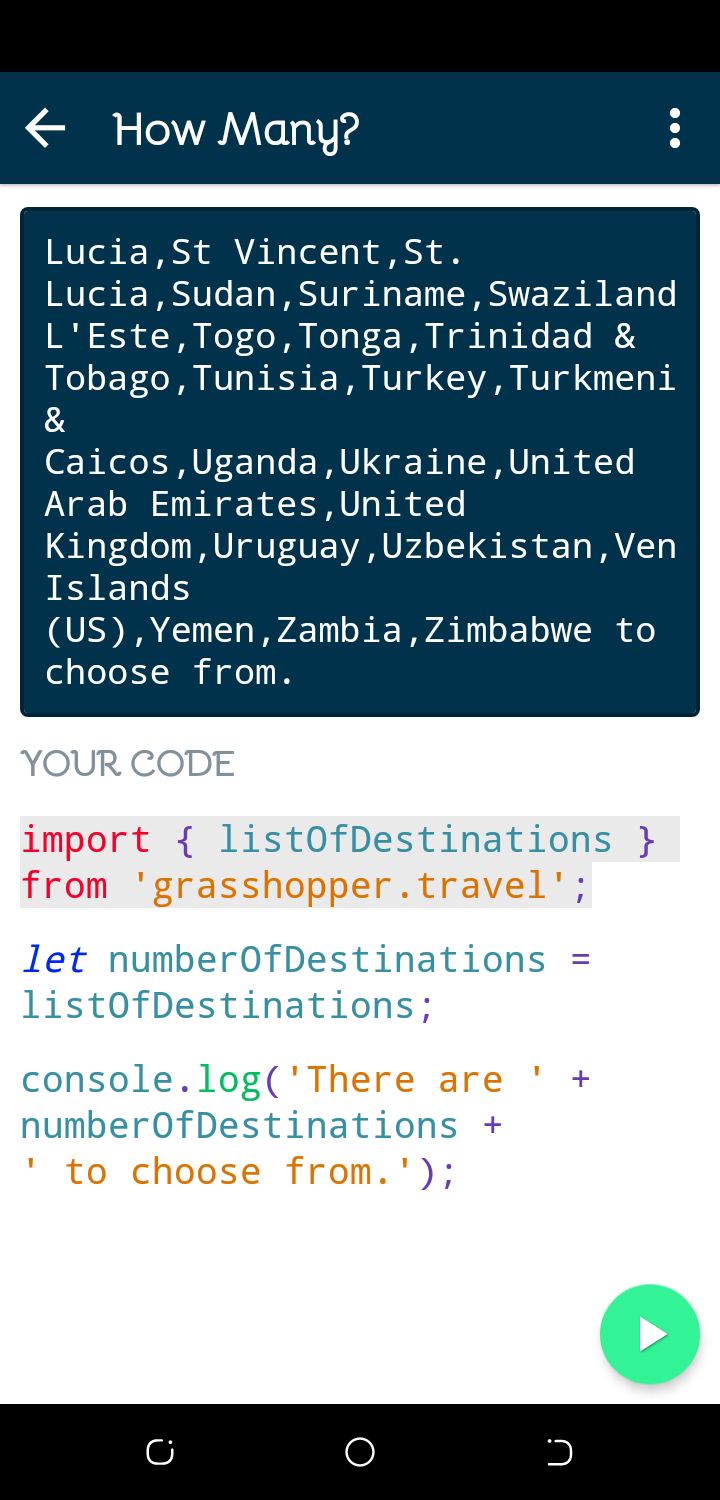 How Many?
Lucia,St Vincent,St.
Lucia,Sudan,Suriname,Swaziland
L'Este,Togo,Tonga,Trinidad &
Tobago,Tunisia,Turkey,Turkmeni
&
Caicos,Uganda,Ukraine,United
Arab Emirates,United
Kingdom,Uruguay,Uzbekistan,Ven
Islands
(US),Yemen,Zambia,Zimbabwe to
choose from.
YOUR CODE
import { listOfDestinations }
from 'grasshopper.travel';
let numberOfDestinations =
listOfDestinations;
console.log('There are ' +
numberOfDestinations +
' to choose from.');